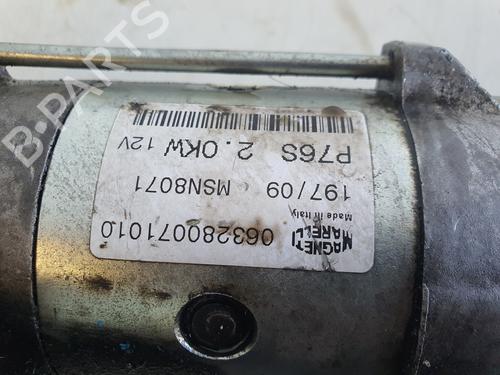 MAGNETI
MARELLI
Made in Italy
063280071010
197/09 MSN8071
P76S 2.0KW 12V
B-PARTS